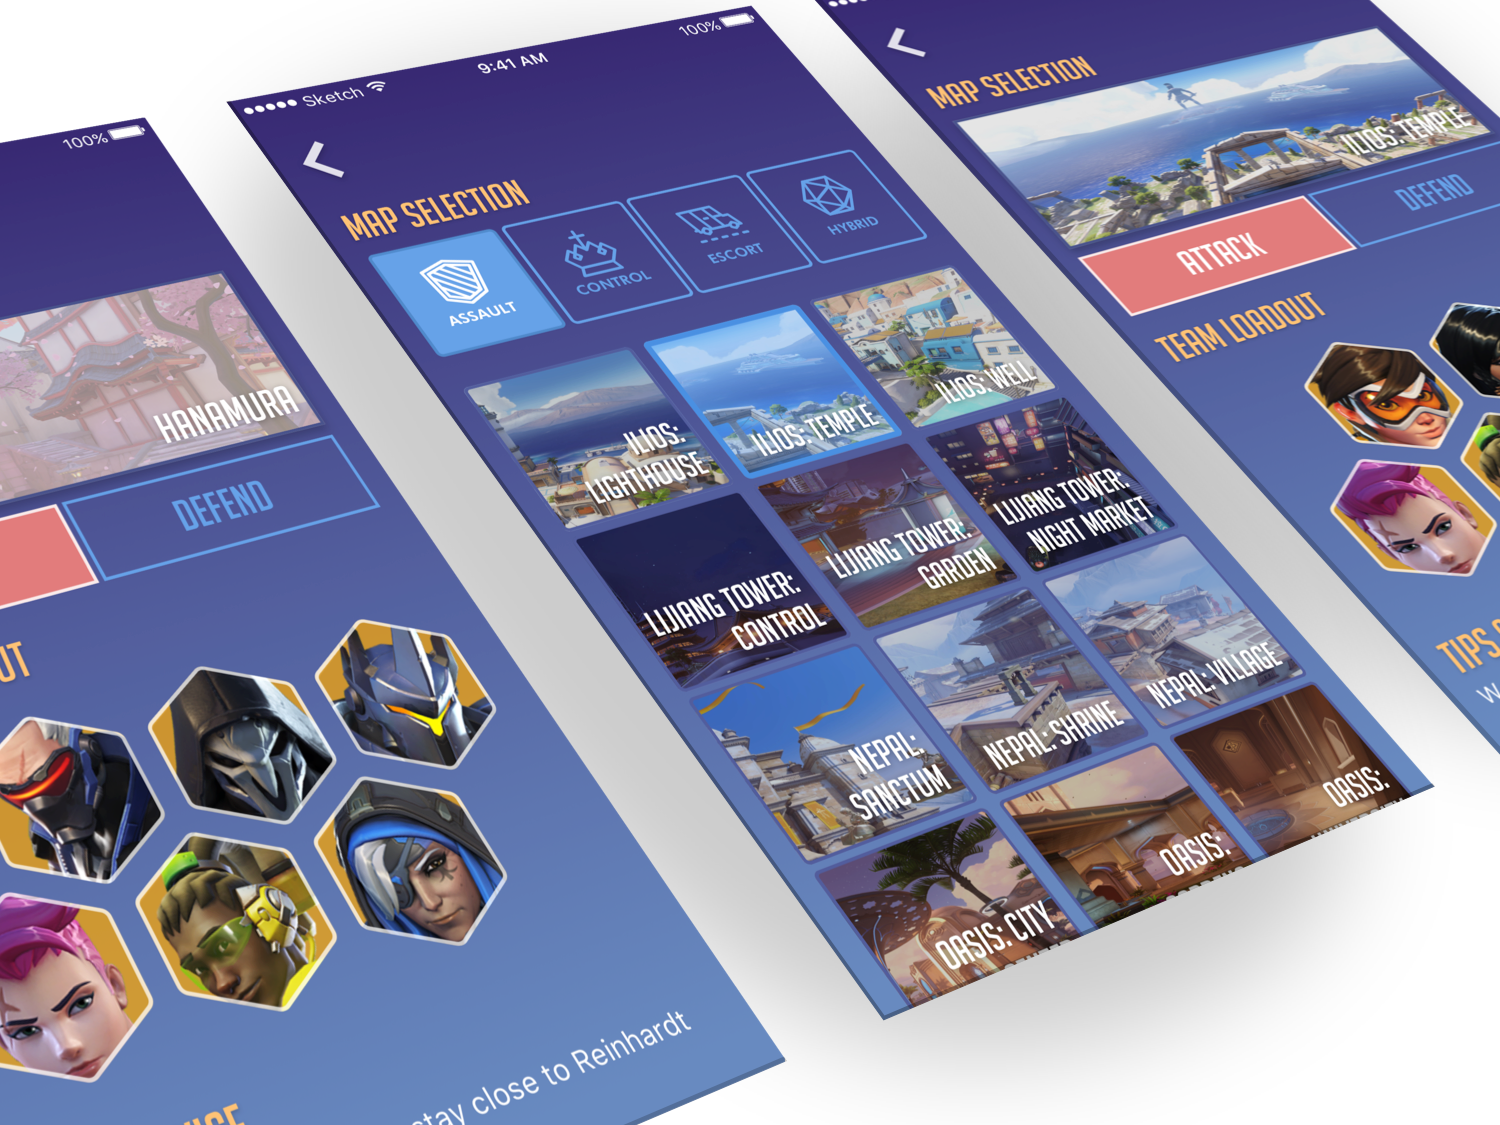 100%
HANAMURA
DEFEND
stay close to Reinhardt
Sketch
9:41 AM
100%
MAP SELECTION
ASSAULT
CONTROL
ESCORT
HYBRID
ILIOS:
LIGHTHOUSE
ILIOS: TEMPLE
ILIOS: WELL
LIJIANG TOWER:
CONTROL
LIJIANG TOWER:
GARDEN
LIJIANG TOWER:
NIGHT MARKET
NEPAL:
SANCTUM
NEPAL: SHRINE
NEPAL: VILLAGE
OASIS: CITY
OASIS:
OASIS:
MAP SELECTION
ILIOS: TEMPLE
ATTACK
DEFEND
TEAM LOADOUT
TIPS